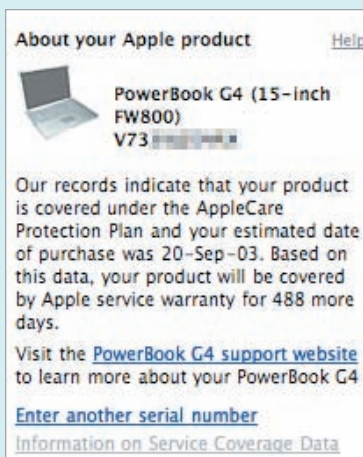 About your Apple product
Help
PowerBook G4 (15-inch
FW800)
V73
Our records indicate that your product
is covered under the AppleCare
Protection Plan and your estimated date
of purchase was 20-Sep-03. Based on
this data, your product will be covered
by Apple service warranty for 488 more
days.
Visit the PowerBook G4 support website
to learn more about your PowerBook G4
Enter another serial number
Information on Service Coverage Data